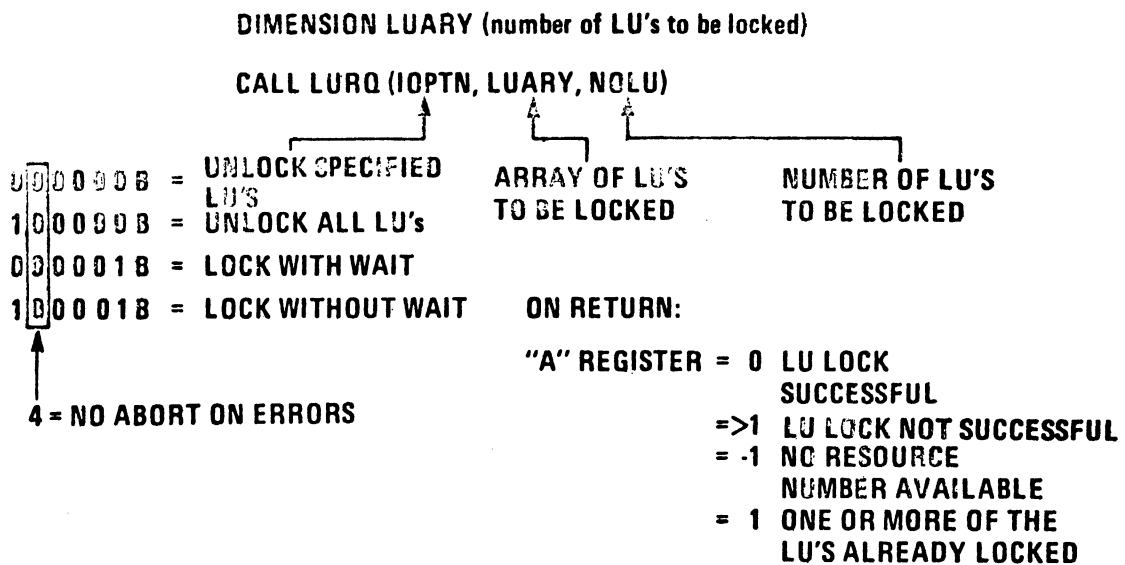 DIMENSION LUARY (number of LU's to be locked)
CALL LURQ (IOPTN, LUARY, NOLU)
000000B = UNLOCK SPECIFIED
LU'S
100000B = UNLOCK ALL LU's
000001B = LOCK WITH WAIT
100001B = LOCK WITHOUT WAIT
4 = NO ABORT ON ERRORS
ARRAY OF LU'S
TO BE LOCKED
NUMBER OF LU'S
TO BE LOCKED
ON RETURN:
"A" REGISTER = 0 LU LOCK
SUCCESSFUL
=>1 LU LOCK NOT SUCCESSFUL
= -1 NO RESOURCE
NUMBER AVAILABLE
= 1 ONE OR MORE OF THE
LU'S ALREADY LOCKED